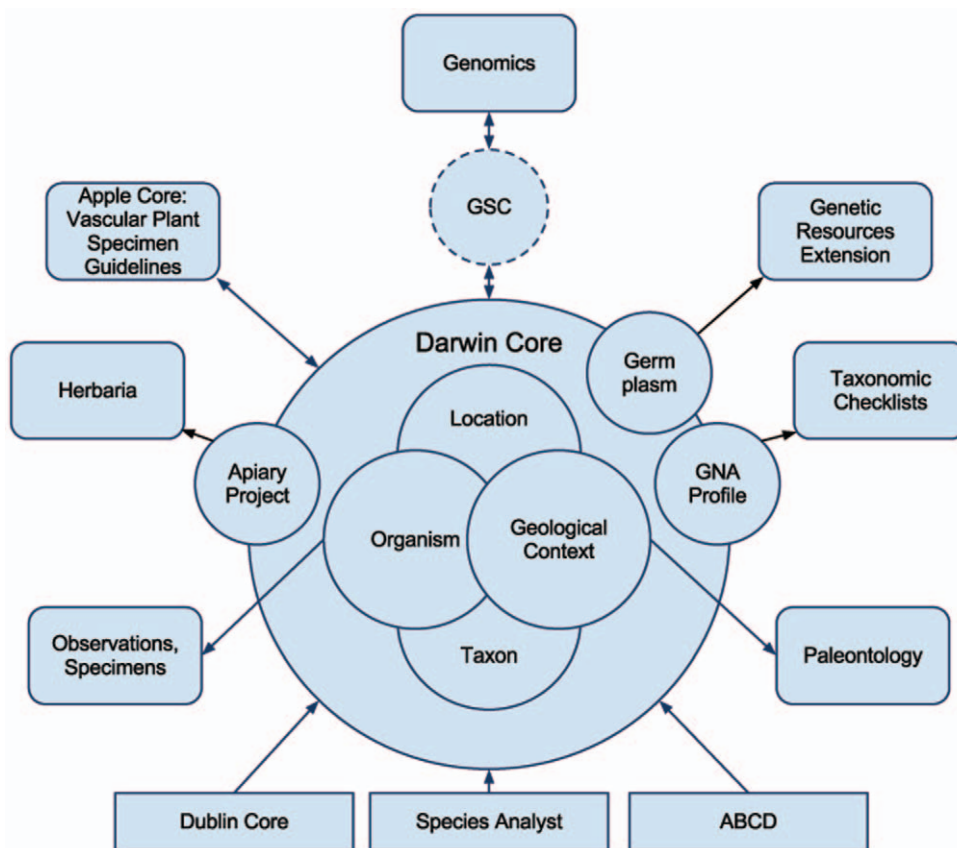 Genomics
GSC
Apple Core:
Vascular Plant
Specimen
Guidelines
Genetic
Resources
Extension
Darwin Core
Germ
plasm
Herbaria
Taxonomic
Checklists
Location
Apiary
Project
GNA
Profile
Organism
Geological
Context
Observations,
Specimens
Taxon
Paleontology
Dublin Core
Species Analyst
ABCD